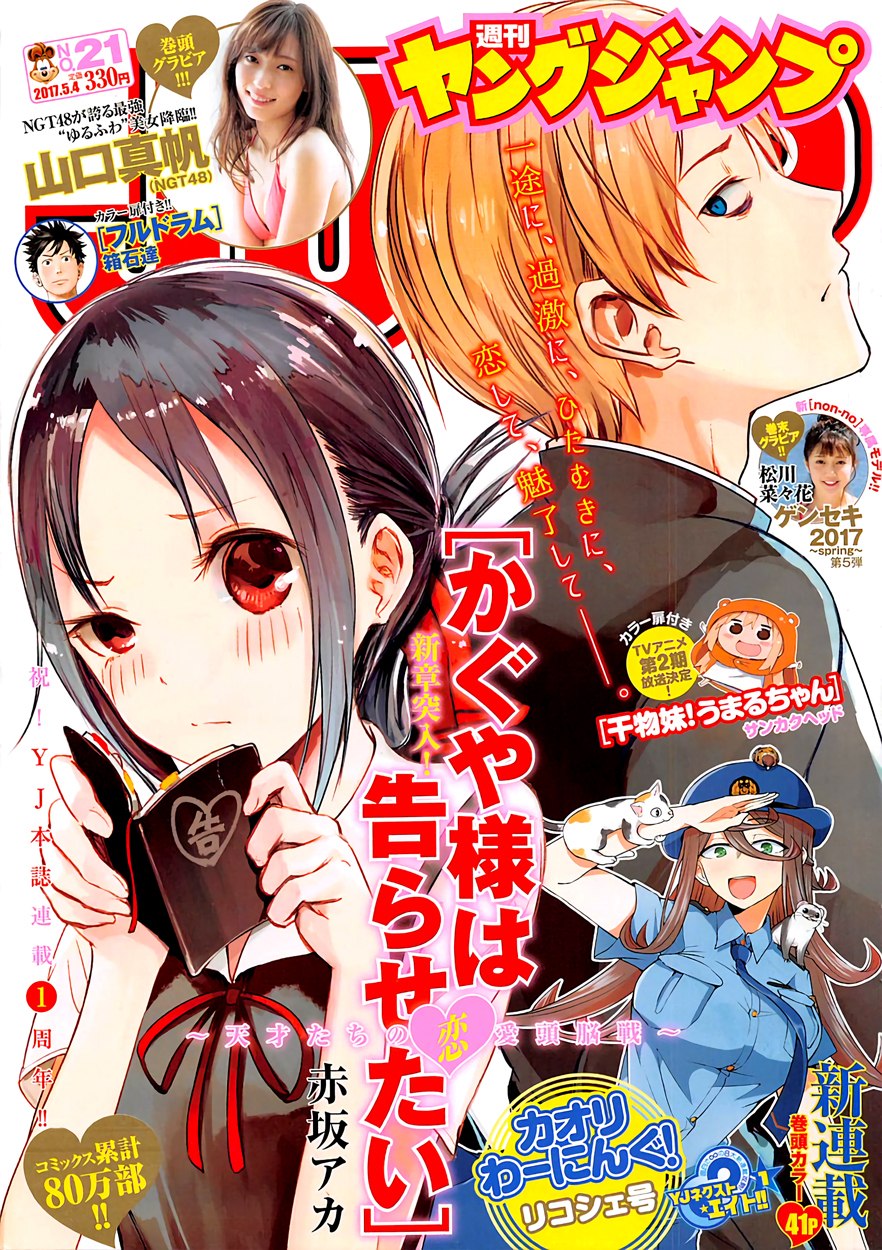 週刊
ヤングジャンプ
NO.21
定価330円
2017.5.4
巻頭
グラビア
!!!
NGT48が誇る最強
“ゆるふわ”美女降臨!!
山口真帆
(NGT48)
カラー扉付き!!
[フルドラム]
箱石達
一途に、過激に、ひたむきに、
恋して、魅了して――。
新[non-no]専属モデル!!
巻末
グラビア
!!
松川
菜々花
ゲンセキ
2017
~spring~
第5弾
カラー扉付き
TVアニメ
第2期
放送決定
!
[干物妹!うまるちゃん]
サンカクヘッド
[かぐや様は
告らせたい]
新章突入!
~天才たちの恋愛頭脳戦~
赤坂アカ
告
祝!YJ本誌連載1周年!!
コミックス累計
80万部
!!
新連載
巻頭カラー
41P
カオリ
わーにんぐ!
リコシェ号
YJネクスト
★エイト!!
1